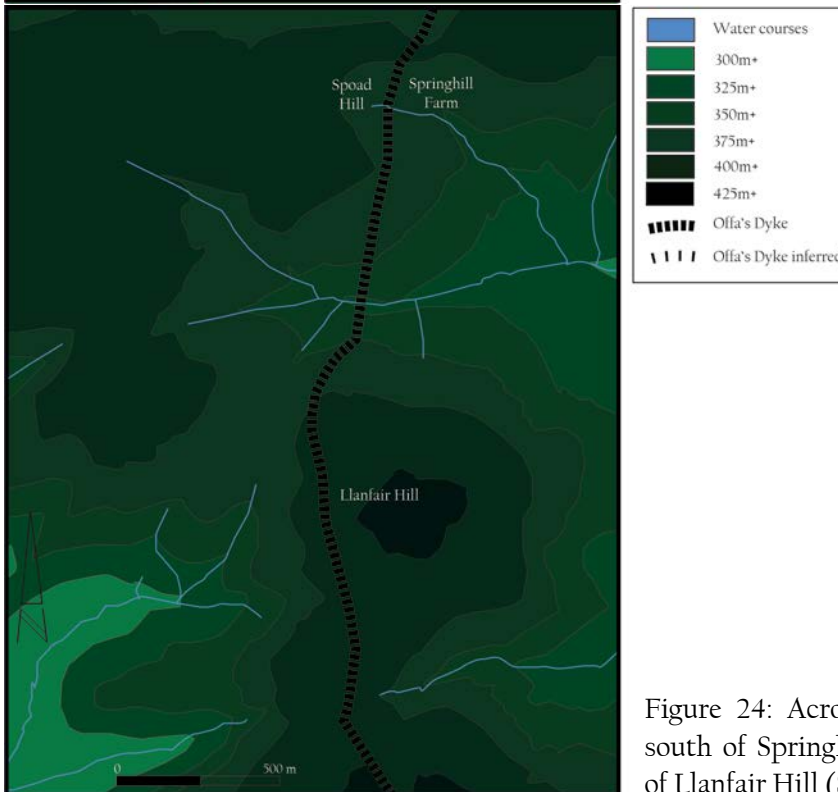 Spoad
Hill
Springhill
Farm
Llanfair Hill
0
500 m
Water courses
300m+
325m+
350m+
375m+
400m+
425m+
Offa's Dyke
Offa's Dyke inferred
Figure 24: Acro
south of Springh
of Llanfair Hill (